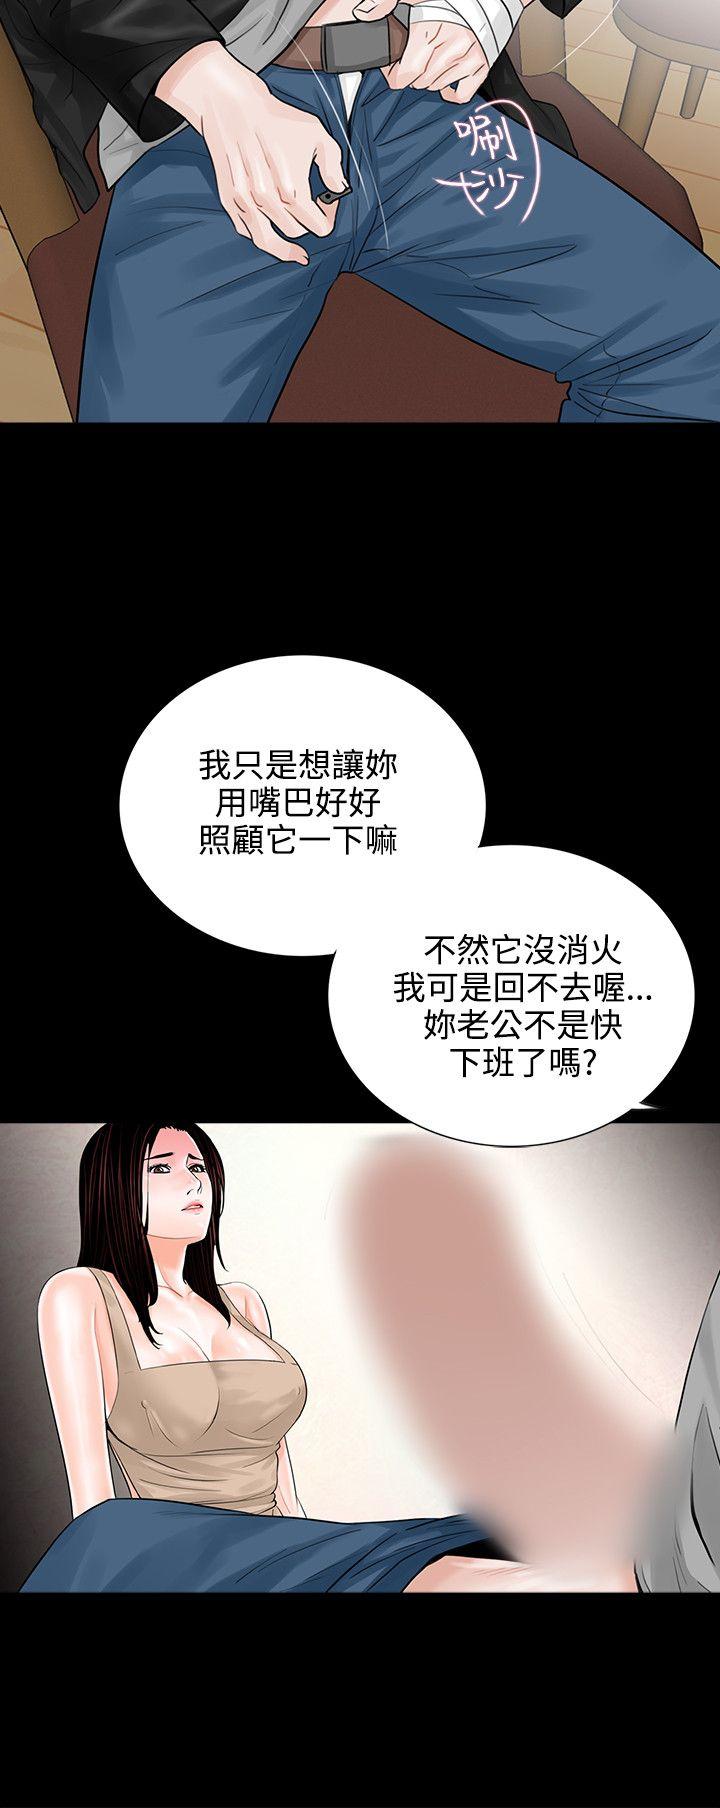 唰
沙
我只是想讓妳
用嘴巴好好
照顧它一下嘛
不然它沒消火
我可是回不去喔...
妳老公不是快
下班了嗎?